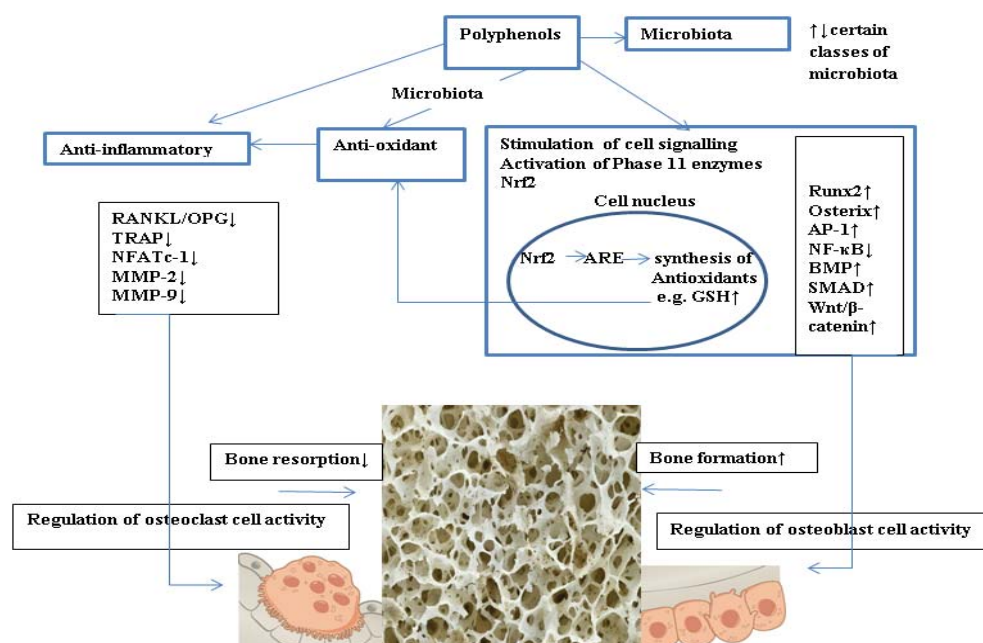 Polyphenols
Microbiota
↑↓certain
classes of
microbiota
Microbiota
Anti-inflammatory
Anti-oxidant
Stimulation of cell signalling
Activation of Phase 11 enzymes
Nrf2
Cell nucleus
Nrf2
ARE
synthesis of
Antioxidants
e.g. GSH↑
Runx2↑
Osterix↑
AP-1↑
NF-κB↓
BMP↑
SMAD↑
Wnt/β-
catenin↑
RANKL/OPG↓
TRAP↓
NFATc-1↓
MMP-2↓
MMP-9↓
Bone resorption↓
Bone formation↑
Regulation of osteoclast cell activity
Regulation of osteoblast cell activity